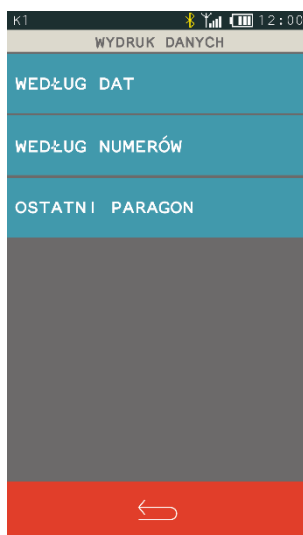 K1 12:00
WYDRUK DANYCH
WEDŁUG DAT
WEDŁUG NUMERÓW
OSTATNI PARAGON